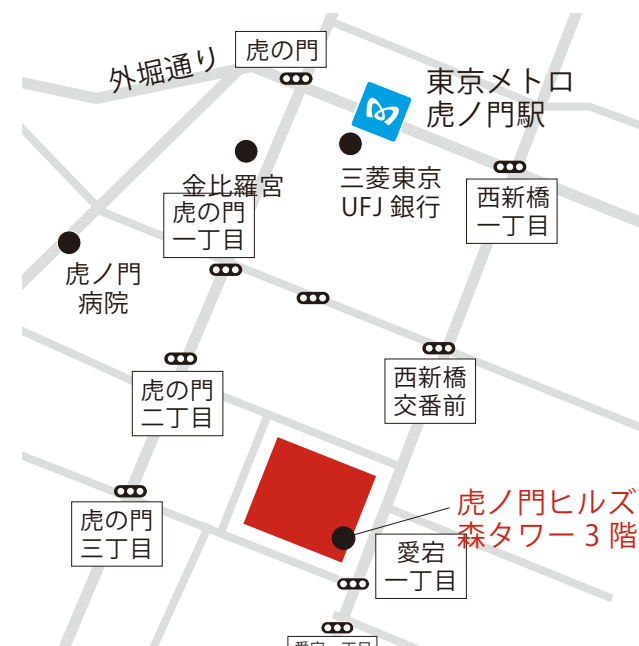 虎の門
外堀通り
東京メトロ
虎ノ門駅
金比羅宮
三菱東京
UFJ 銀行
西新橋
一丁目
虎の門
一丁目
虎ノ門
病院
西新橋
交番前
虎の門
二丁目
虎の門
三丁目
虎ノ門ヒルズ
森タワー 3 階
愛宕
一丁目